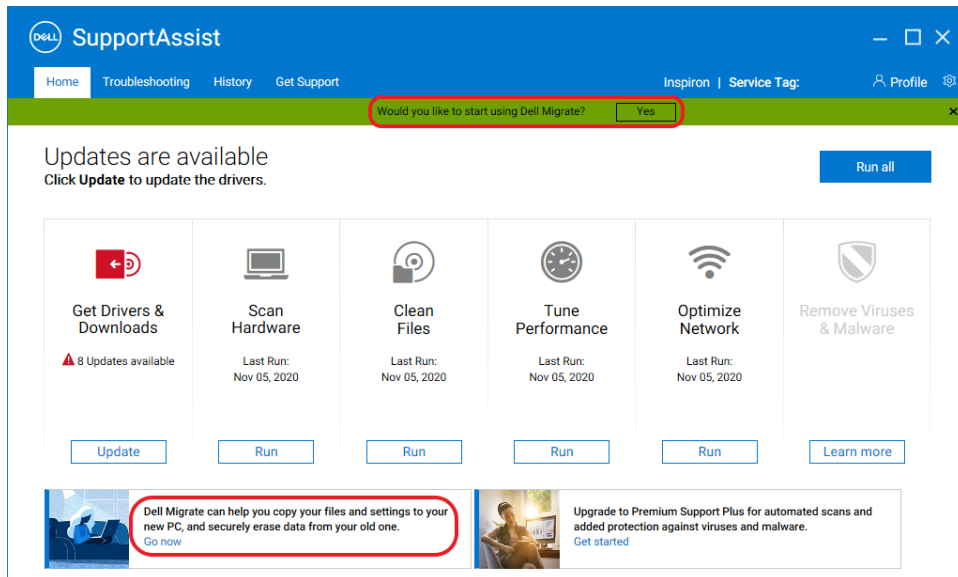 DELL SupportAssist
Home Troubleshooting History Get Support Inspiron | Service Tag: Profile
Would you like to start using Dell Migrate? Yes
Updates are available
Click Update to update the drivers.
Run all
Get Drivers &
Downloads
8 Updates available
Update
Scan
Hardware
Last Run:
Nov 05, 2020
Run
Clean
Files
Last Run:
Nov 05, 2020
Run
Tune
Performance
Last Run:
Nov 05, 2020
Run
Optimize
Network
Last Run:
Nov 05, 2020
Run
Remove Viruses
& Malware
Learn more
Dell Migrate can help you copy your files and settings to your
new PC, and securely erase data from your old one.
Go now
Upgrade to Premium Support Plus for automated scans and
added protection against viruses and malware.
Get started